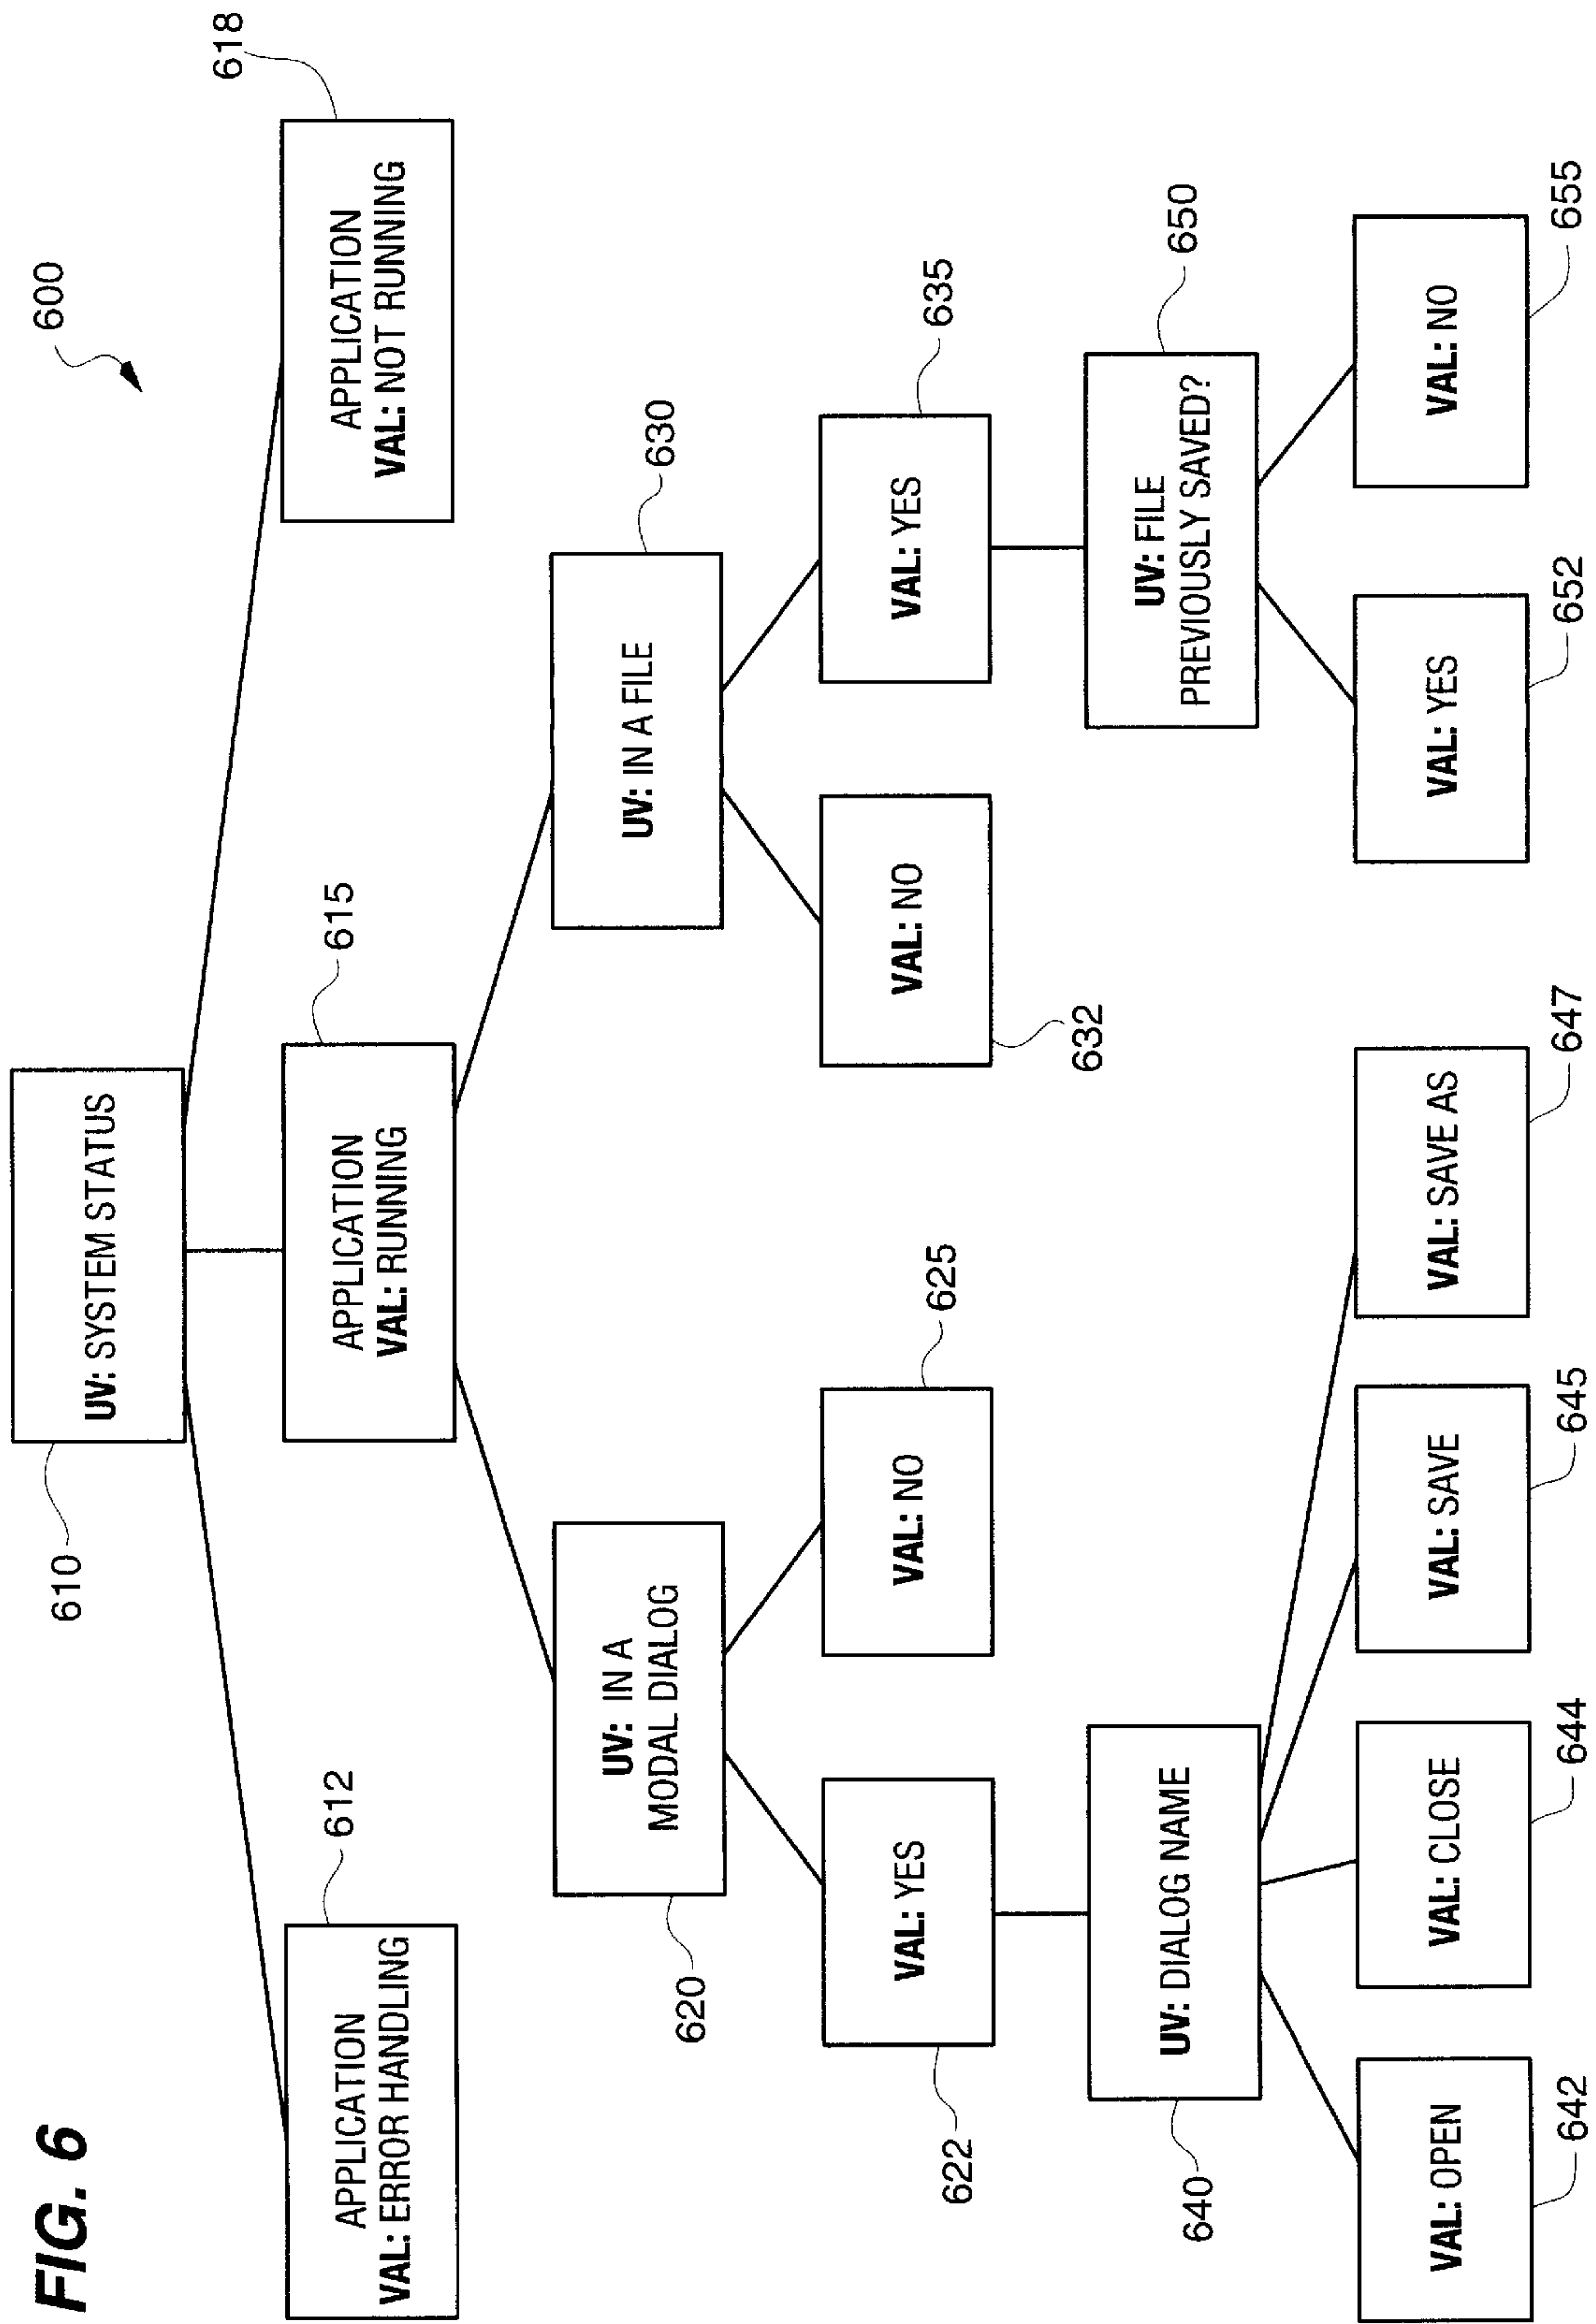 FIG. 6
600
UV: SYSTEM STATUS
610
APPLICATION
VAL: ERROR HANDLING
612
APPLICATION
VAL: RUNNING
615
APPLICATION
VAL: NOT RUNNING
618
UV: IN A
MODAL DIALOG
620
UV: IN A FILE
630
VAL: YES
622
VAL: NO
625
VAL: NO
632
VAL: YES
635
UV: DIALOG NAME
640
UV: FILE
PREVIOUSLY SAVED?
650
VAL: OPEN
642
VAL: CLOSE
644
VAL: SAVE
645
VAL: SAVE AS
647
VAL: YES
652
VAL: NO
655